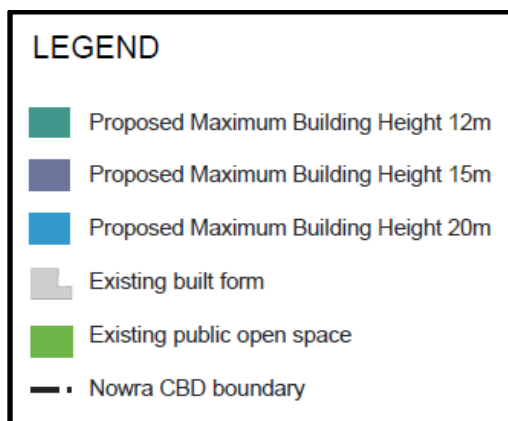 LEGEND
Proposed Maximum Building Height 12m
Proposed Maximum Building Height 15m
Proposed Maximum Building Height 20m
Existing built form
Existing public open space
Nowra CBD boundary